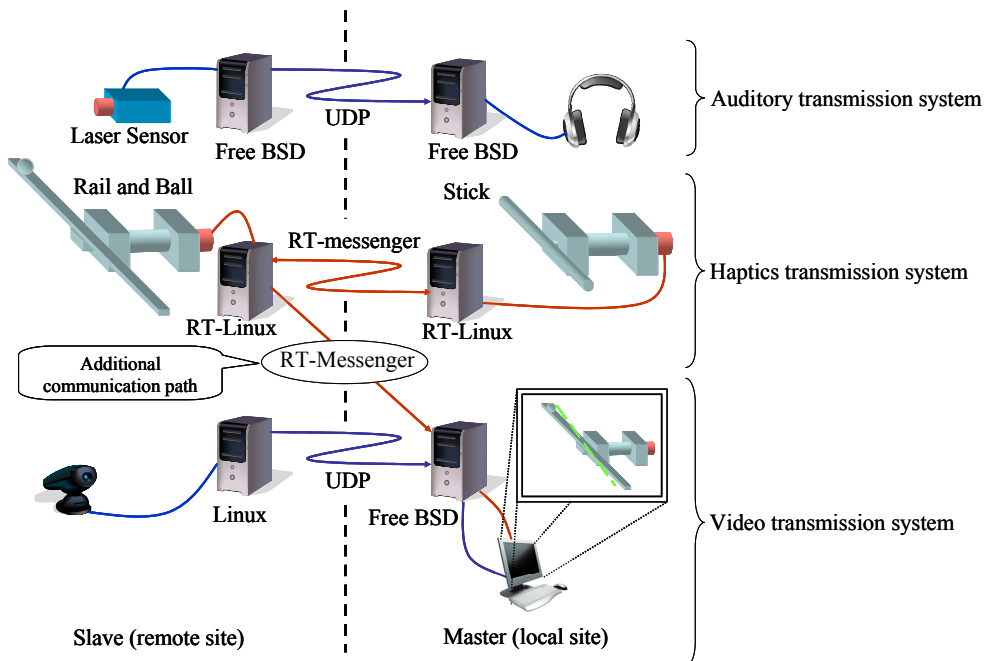 Laser Sensor
Free BSD
UDP
Free BSD
Auditory transmission system
Rail and Ball
Stick
RT-messenger
RT-Linux
RT-Linux
Haptics transmission system
Additional
communication path
RT-Messenger
Linux
UDP
Free BSD
Video transmission system
Slave (remote site)
Master (local site)